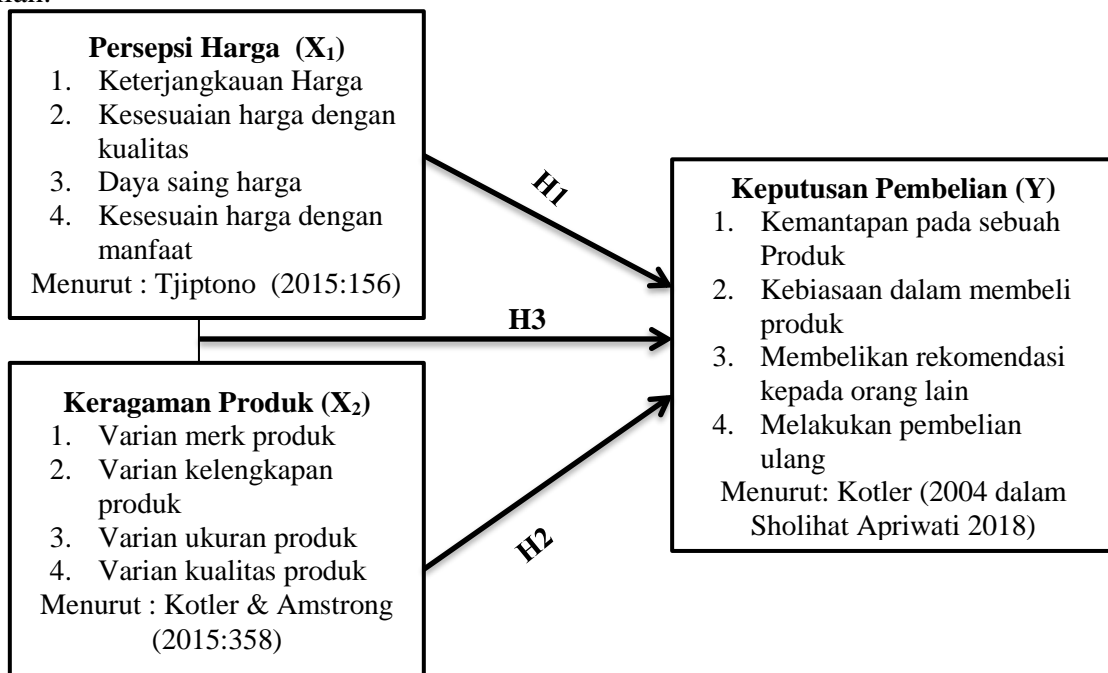 Persepsi Harga (X₁)
1. Keterjangkauan Harga
2. Kesesuaian harga dengan
kualitas
3. Daya saing harga
4. Kesesuain harga dengan
manfaat
Menurut : Tjiptono (2015:156)
H1
H3
Keragaman Produk (X₂)
1. Varian merk produk
2. Varian kelengkapan
produk
3. Varian ukuran produk
4. Varian kualitas produk
Menurut : Kotler & Amstrong
(2015:358)
H2
Keputusan Pembelian (Y)
1. Kemantapan pada sebuah
Produk
2. Kebiasaan dalam membeli
produk
3. Membelikan rekomendasi
kepada orang lain
4. Melakukan pembelian
ulang
Menurut: Kotler (2004 dalam
Sholihat Apriwati 2018)